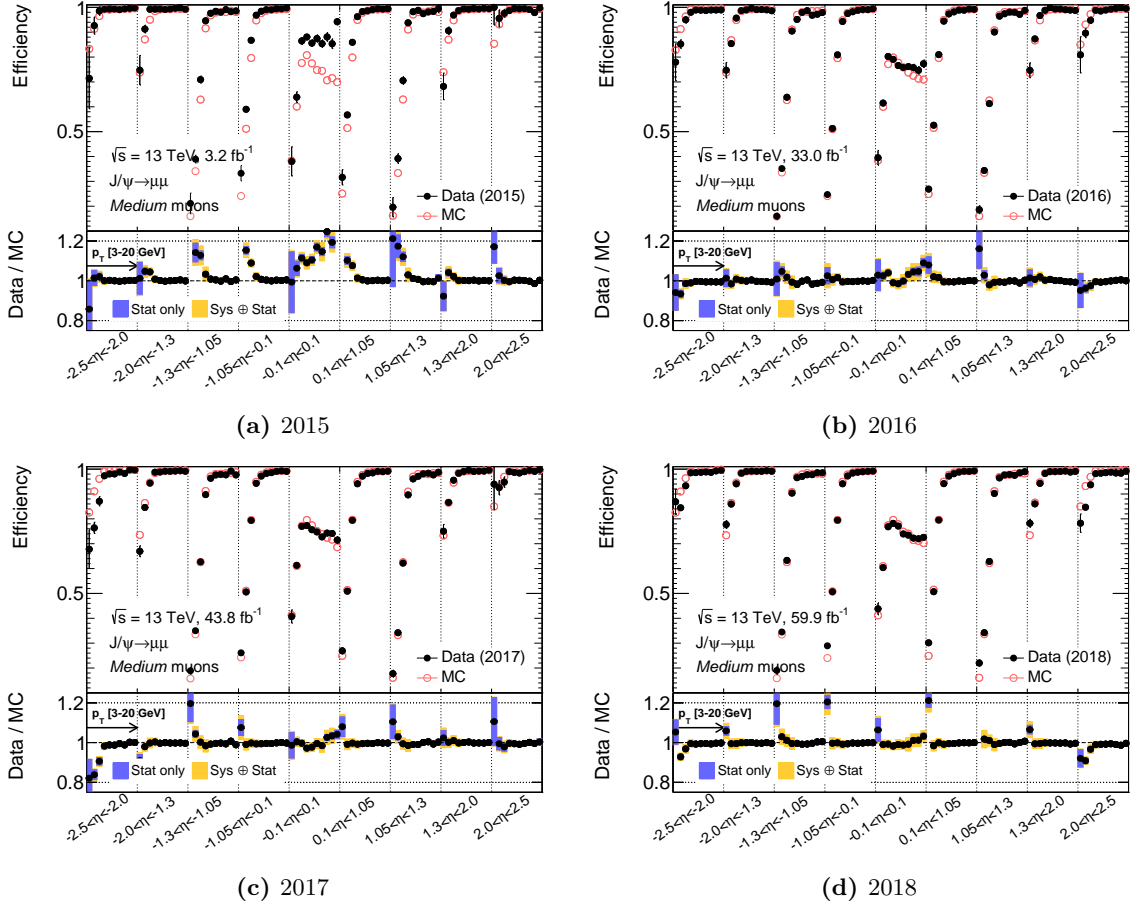 1
0.5
Efficiency
√s = 13 TeV, 3.2 fb⁻¹
J/ψ→μμ
Medium muons
Data (2015)
MC
1.2
1
0.8
Data / MC
p_T [3-20 GeV]
Stat only
Sys ⊕ Stat
-2.5<η<-2.0
-2.0<η<-1.3
-1.3<η<-1.05
-1.05<η<-0.1
-0.1<η<0.1
0.1<η<1.05
1.05<η<1.3
1.3<η<2.0
2.0<η<2.5
(a) 2015
1
0.5
Efficiency
√s = 13 TeV, 33.0 fb⁻¹
J/ψ→μμ
Medium muons
Data (2016)
MC
1.2
1
0.8
Data / MC
p_T [3-20 GeV]
Stat only
Sys ⊕ Stat
-2.5<η<-2.0
-2.0<η<-1.3
-1.3<η<-1.05
-1.05<η<-0.1
-0.1<η<0.1
0.1<η<1.05
1.05<η<1.3
1.3<η<2.0
2.0<η<2.5
(b) 2016
1
0.5
Efficiency
√s = 13 TeV, 43.8 fb⁻¹
J/ψ→μμ
Medium muons
Data (2017)
MC
1.2
1
0.8
Data / MC
p_T [3-20 GeV]
Stat only
Sys ⊕ Stat
-2.5<η<-2.0
-2.0<η<-1.3
-1.3<η<-1.05
-1.05<η<-0.1
-0.1<η<0.1
0.1<η<1.05
1.05<η<1.3
1.3<η<2.0
2.0<η<2.5
(c) 2017
1
0.5
Efficiency
√s = 13 TeV, 59.9 fb⁻¹
J/ψ→μμ
Medium muons
Data (2018)
MC
1.2
1
0.8
Data / MC
p_T [3-20 GeV]
Stat only
Sys ⊕ Stat
-2.5<η<-2.0
-2.0<η<-1.3
-1.3<η<-1.05
-1.05<η<-0.1
-0.1<η<0.1
0.1<η<1.05
1.05<η<1.3
1.3<η<2.0
2.0<η<2.5
(d) 2018